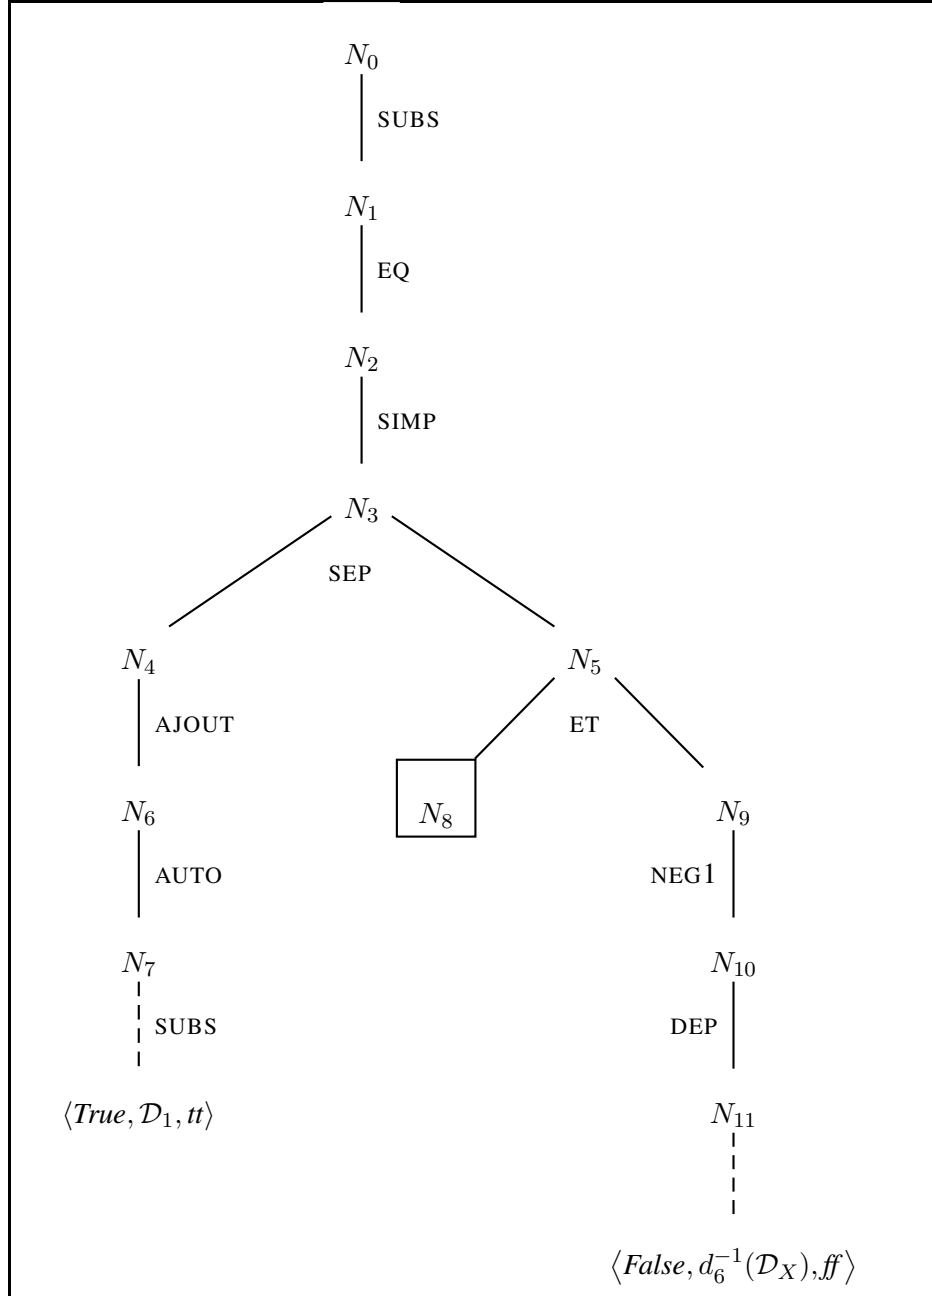 N₀
SUBS
N₁
EQ
N₂
SIMP
N₃
SEP
N₄ N₅
AJOUT ET
N₆ N₈ N₉
AUTO NEG1
N₇ N₁₀
SUBS DEP
⟨True, 𝒟₁, tt⟩ N₁₁
⟨False, d₆⁻¹(𝒟_X), ff⟩